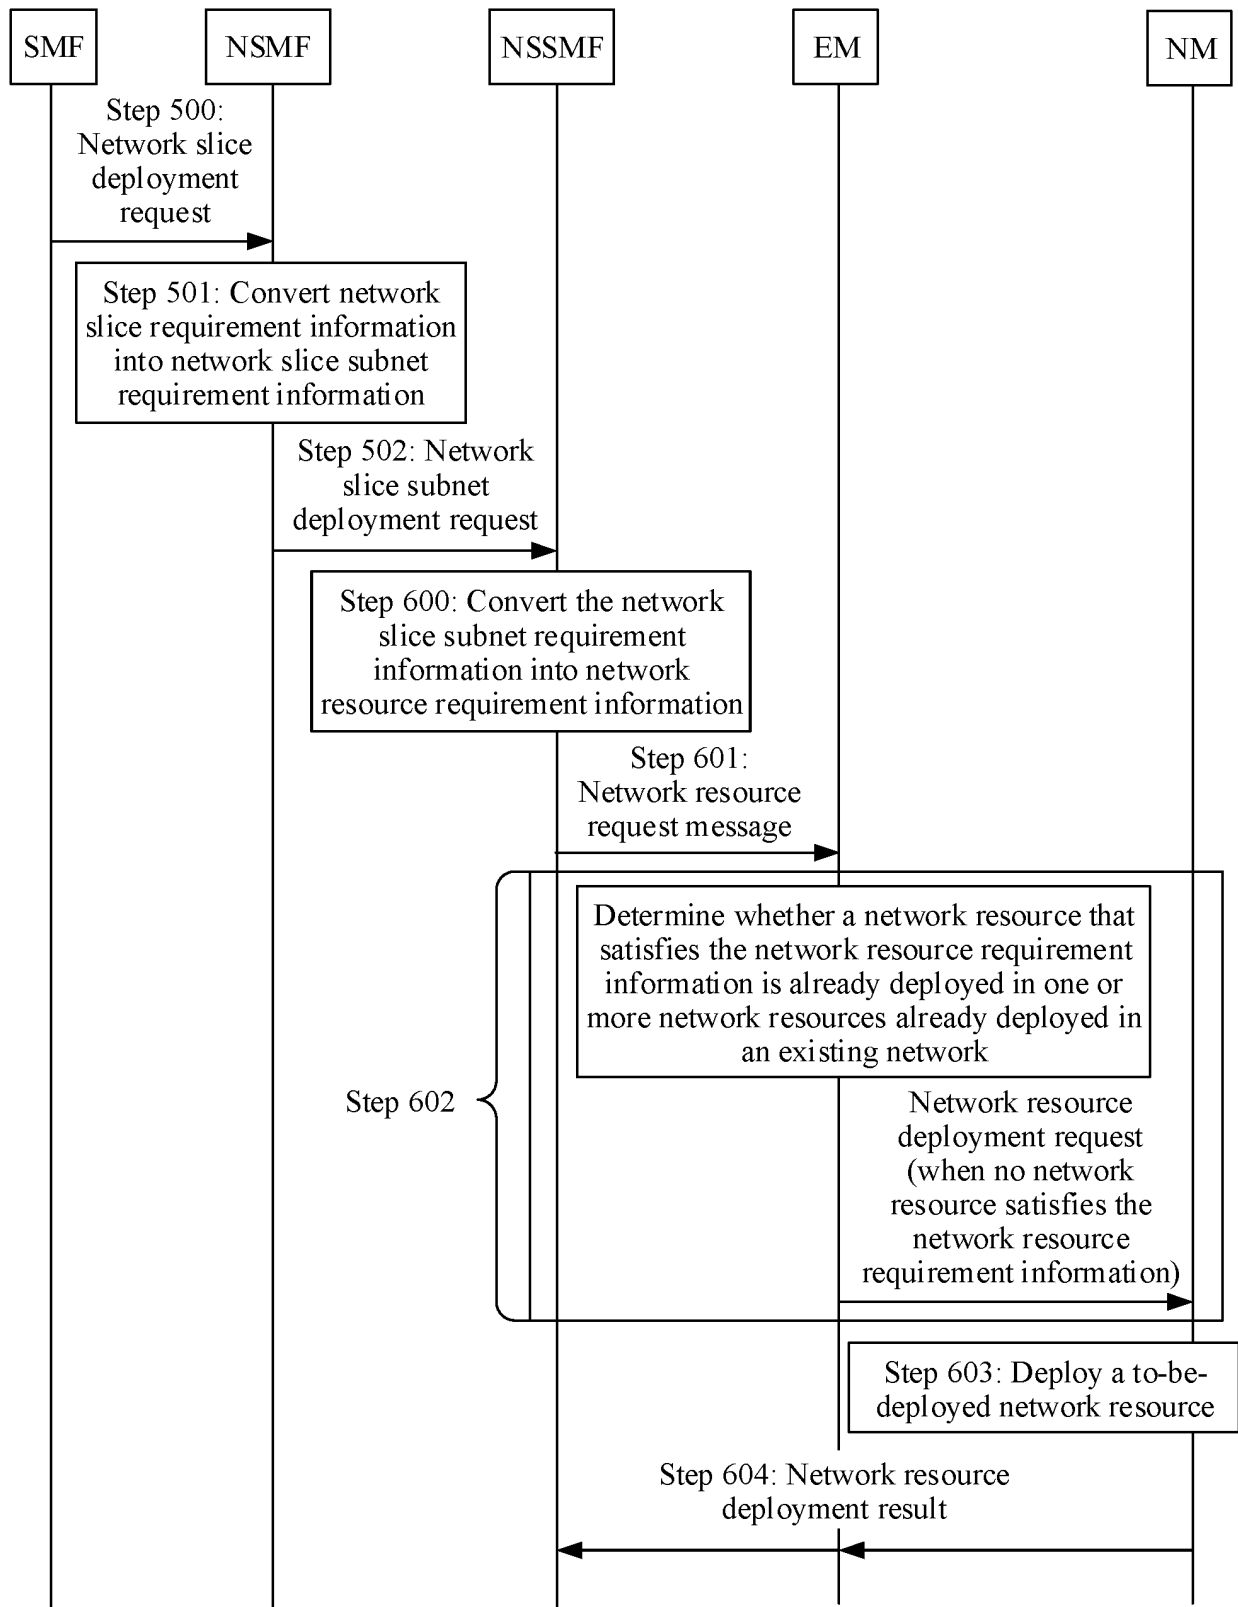 SMF
NSMF
NSSMF
EM
NM
Step 500:
Network slice
deployment
request
Step 501: Convert network
slice requirement information
into network slice subnet
requirement information
Step 502: Network
slice subnet
deployment request
Step 600: Convert the network
slice subnet requirement
information into network
resource requirement information
Step 601:
Network resource
request message
Determine whether a network resource that
satisfies the network resource requirement
information is already deployed in one or
more network resources already deployed in
an existing network
Step 602
Network resource
deployment request
(when no network
resource satisfies the
network resource
requirement information)
Step 603: Deploy a to-be-
deployed network resource
Step 604: Network resource
deployment result